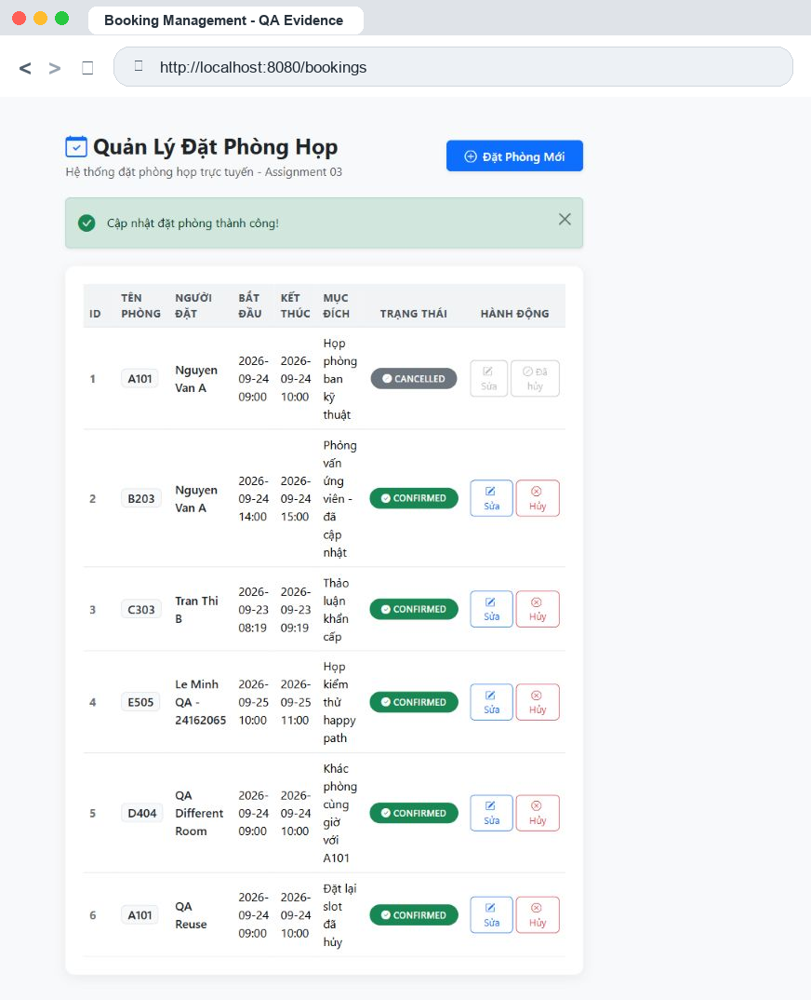 Booking Management - QA Evidence
< >
http://localhost:8080/bookings
Quản Lý Đặt Phòng Họp
Hệ thống đặt phòng họp trực tuyến - Assignment 03
Đặt Phòng Mới
Cập nhật đặt phòng thành công!
ID
TÊN
PHÒNG
NGƯỜI
ĐẶT
BẮT
ĐẦU
KẾT
THÚC
MỤC
ĐÍCH
TRẠNG THÁI
HÀNH ĐỘNG
1
A101
Nguyen
Van A
2026-
09-24
09:00
2026-
09-24
10:00
Họp
phòng
ban
kỹ
thuật
CANCELLED
Sửa
Đã
hủy
2
B203
Nguyen
Van A
2026-
09-24
14:00
2026-
09-24
15:00
Phỏng
vấn
ứng
viên -
đã
cập
nhật
CONFIRMED
Sửa
Hủy
3
C303
Tran Thi
B
2026-
09-23
08:19
2026-
09-23
09:19
Thảo
luận
khẩn
cấp
CONFIRMED
Sửa
Hủy
4
E505
Le Minh
QA -
24162065
2026-
09-25
10:00
2026-
09-25
11:00
Họp
kiểm
thử
happy
path
CONFIRMED
Sửa
Hủy
5
D404
QA
Different
Room
2026-
09-24
09:00
2026-
09-24
10:00
Khác
phòng
cùng
giờ
với
A101
CONFIRMED
Sửa
Hủy
6
A101
QA
Reuse
2026-
09-24
09:00
2026-
09-24
10:00
Đặt lại
slot
đã
hủy
CONFIRMED
Sửa
Hủy